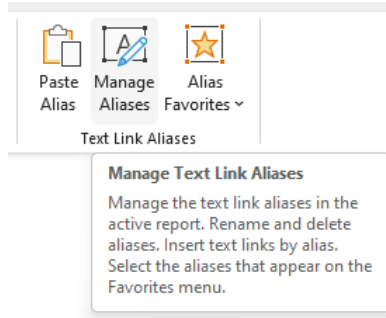 Paste Manage Alias
Alias Aliases Favorites
Text Link Aliases
Manage Text Link Aliases
Manage the text link aliases in the
active report. Rename and delete
aliases. Insert text links by alias.
Select the aliases that appear on the
Favorites menu.